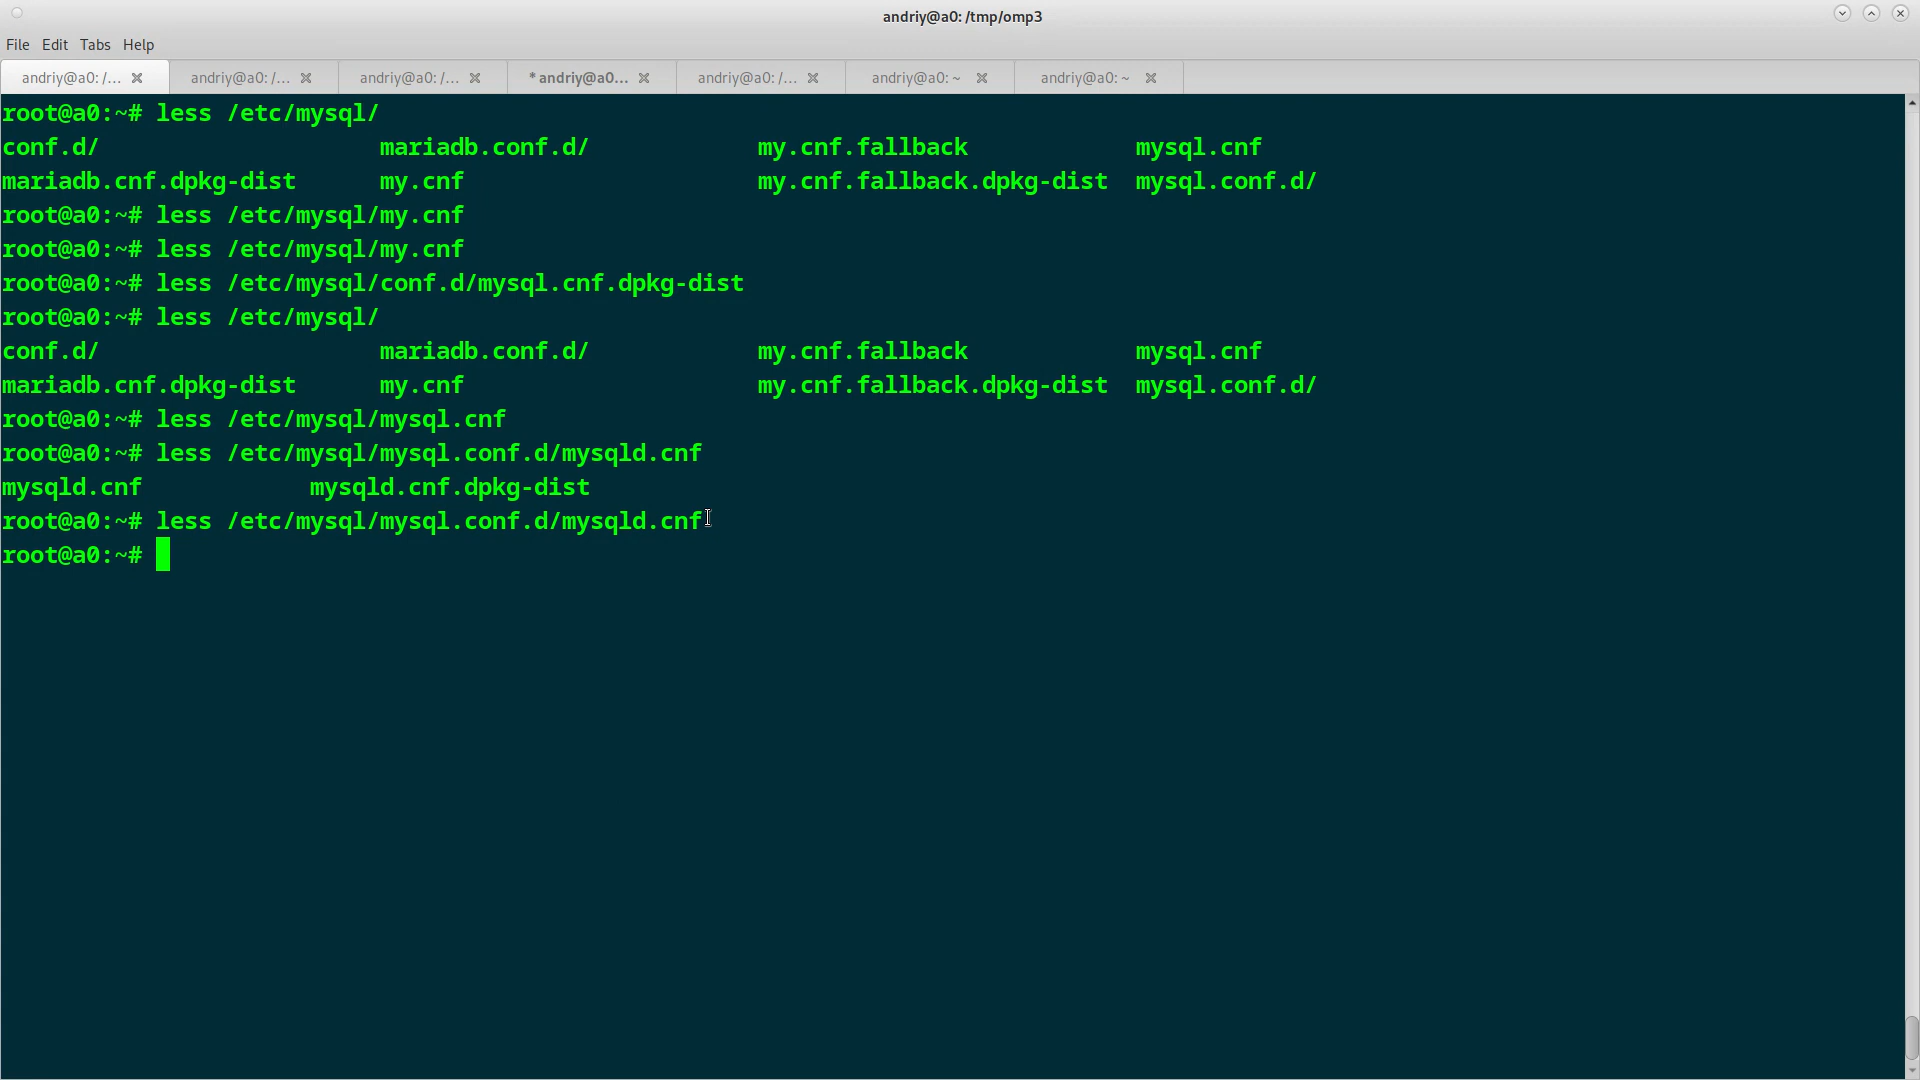 andriy@a0: /tmp/omp3
File Edit Tabs Help
andriy@a0: /... andriy@a0: /... andriy@a0: /... * andriy@a0... andriy@a0: /... andriy@a0: ~ andriy@a0: ~
root@a0:~# less /etc/mysql/
conf.d/ mariadb.conf.d/ my.cnf.fallback mysql.cnf
mariadb.cnf.dpkg-dist my.cnf my.cnf.fallback.dpkg-dist mysql.conf.d/
root@a0:~# less /etc/mysql/my.cnf
root@a0:~# less /etc/mysql/my.cnf
root@a0:~# less /etc/mysql/conf.d/mysql.cnf.dpkg-dist
root@a0:~# less /etc/mysql/
conf.d/ mariadb.conf.d/ my.cnf.fallback mysql.cnf
mariadb.cnf.dpkg-dist my.cnf my.cnf.fallback.dpkg-dist mysql.conf.d/
root@a0:~# less /etc/mysql/mysql.cnf
root@a0:~# less /etc/mysql/mysql.conf.d/mysqld.cnf
mysqld.cnf mysqld.cnf.dpkg-dist
root@a0:~# less /etc/mysql/mysql.conf.d/mysqld.cnf
root@a0:~#